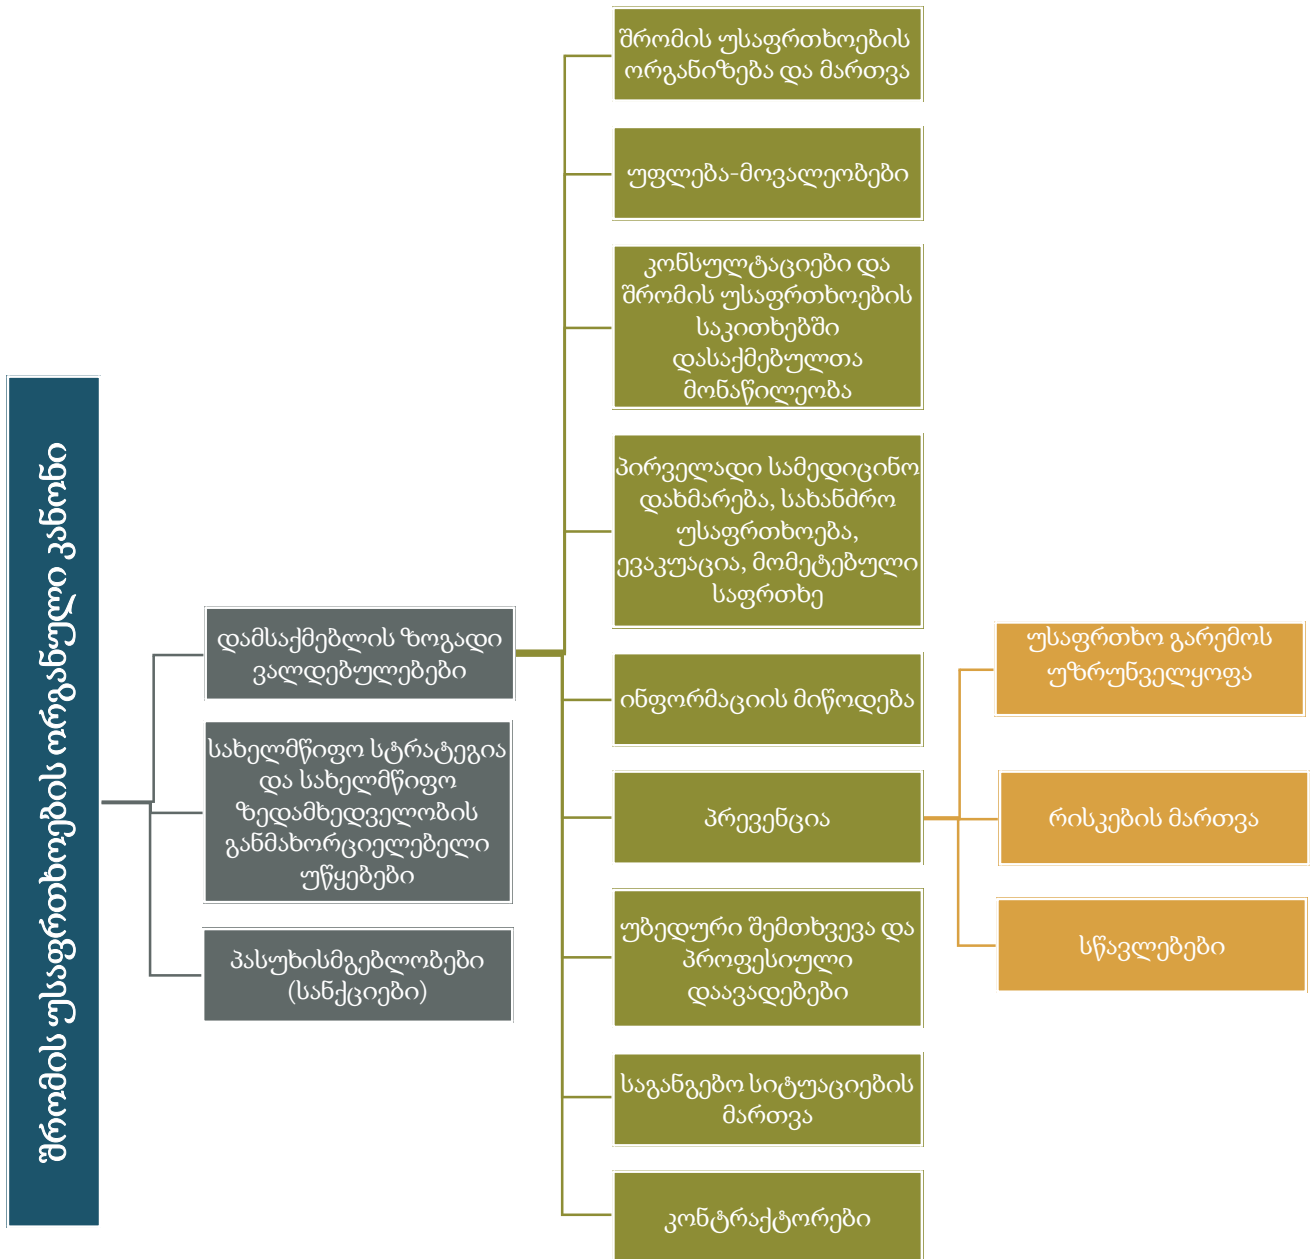 შრომის უსაფრთხოების ორგანული კანონი
დამსაქმებლის ზოგადი
ვალდებულებები
სახელმწიფო სტრატეგია
და სახელმწიფო
ზედამხედველობის
განმახორციელებელი
უწყებები
პასუხისმგებლობები
(სანქციები)
შრომის უსაფრთხოების
ორგანიზება და მართვა
უფლება-მოვალეობები
კონსულტაციები და
შრომის უსაფრთხოების
საკითხებში
დასაქმებულთა
მონაწილეობა
პირველადი სამედიცინო
დახმარება, სახანძრო
უსაფრთხოება,
ევაკუაცია, მომეტებული
საფრთხე
ინფორმაციის მიწოდება
პრევენცია
უბედური შემთხვევა და
პროფესიული
დაავადებები
საგანგებო სიტუაციების
მართვა
კონტრაქტორები
უსაფრთხო გარემოს
უზრუნველყოფა
რისკების მართვა
სწავლებები